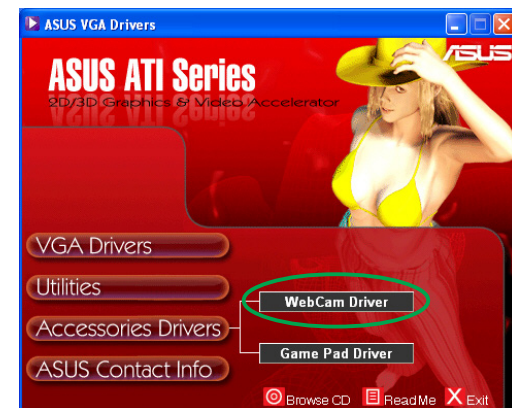 ASUS VGA Drivers
/SUS
ASUS ATI Series
2D/3D Graphics & Video Accelerator
VGA Drivers
Utilities
WebCam Driver
Accessories Drivers
Game Pad Driver
ASUS Contact Info
Browse CD ReadMe Exit